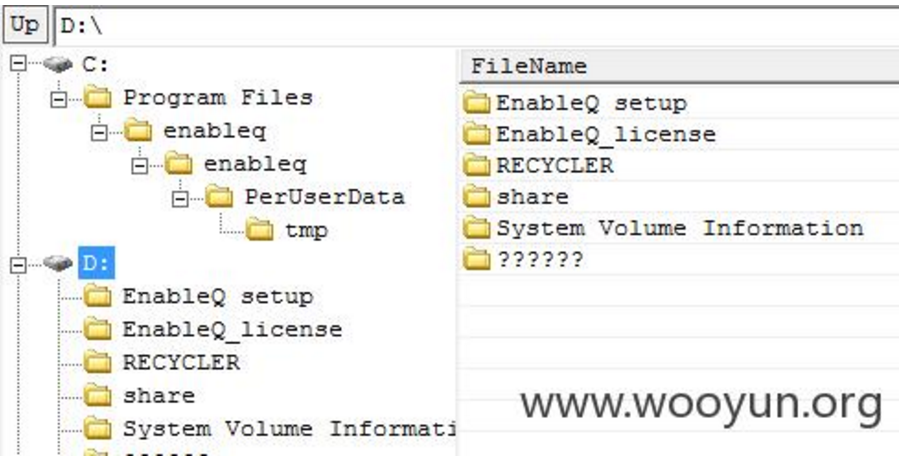 Up D:\
C:
Program Files
enableq
enableq
PerUserData
tmp
D:
EnableQ setup
EnableQ_license
RECYCLER
share
System Volume Informati
FileName
EnableQ setup
EnableQ_license
RECYCLER
share
System Volume Information
??????
www.wooyun.org